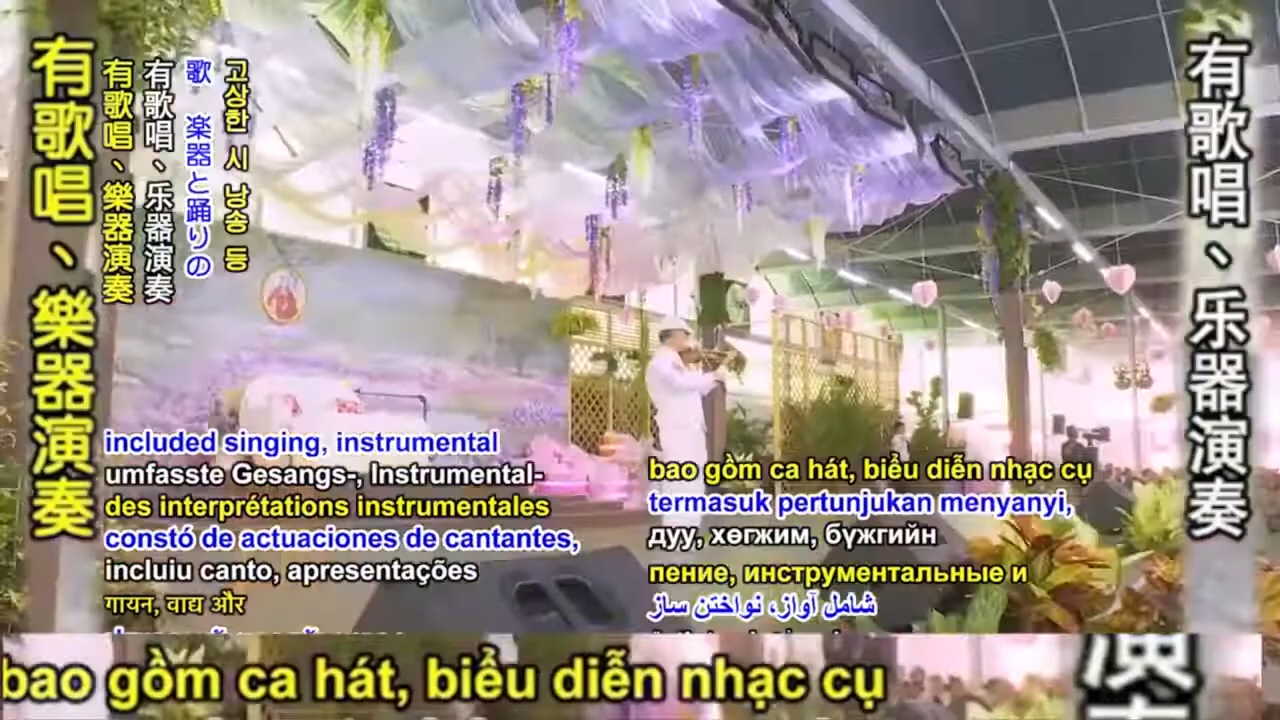 有歌唱、樂器演奏
有歌唱、樂器演奏
有歌唱、乐器演奏
歌 楽器と踊りの
고상한 시 낭송 등
有歌唱、乐器演奏
included singing, instrumental
umfasste Gesangs-, Instrumental-
des interprétations instrumentales
constó de actuaciones de cantantes,
incluiu canto, apresentações
गायन, वाद्य और
bao gồm ca hát, biểu diễn nhạc cụ
termasuk pertunjukan menyanyi,
дуу, хөгжим, бүжгийн
пение, инструментальные и
شامل آواز، نواختن ساز
bao gồm ca hát, biểu diễn nhạc cụ
演